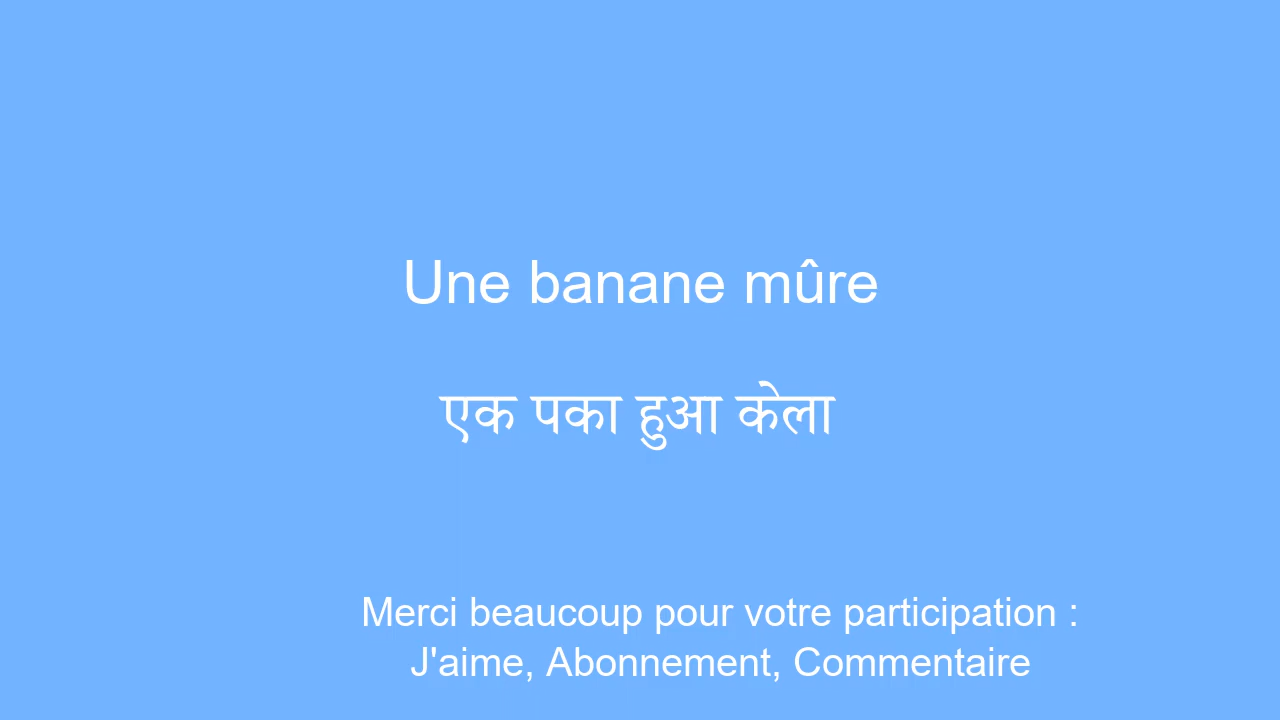 Une banane mûre
एक पका हुआ केला
Merci beaucoup pour votre participation :
J'aime, Abonnement, Commentaire